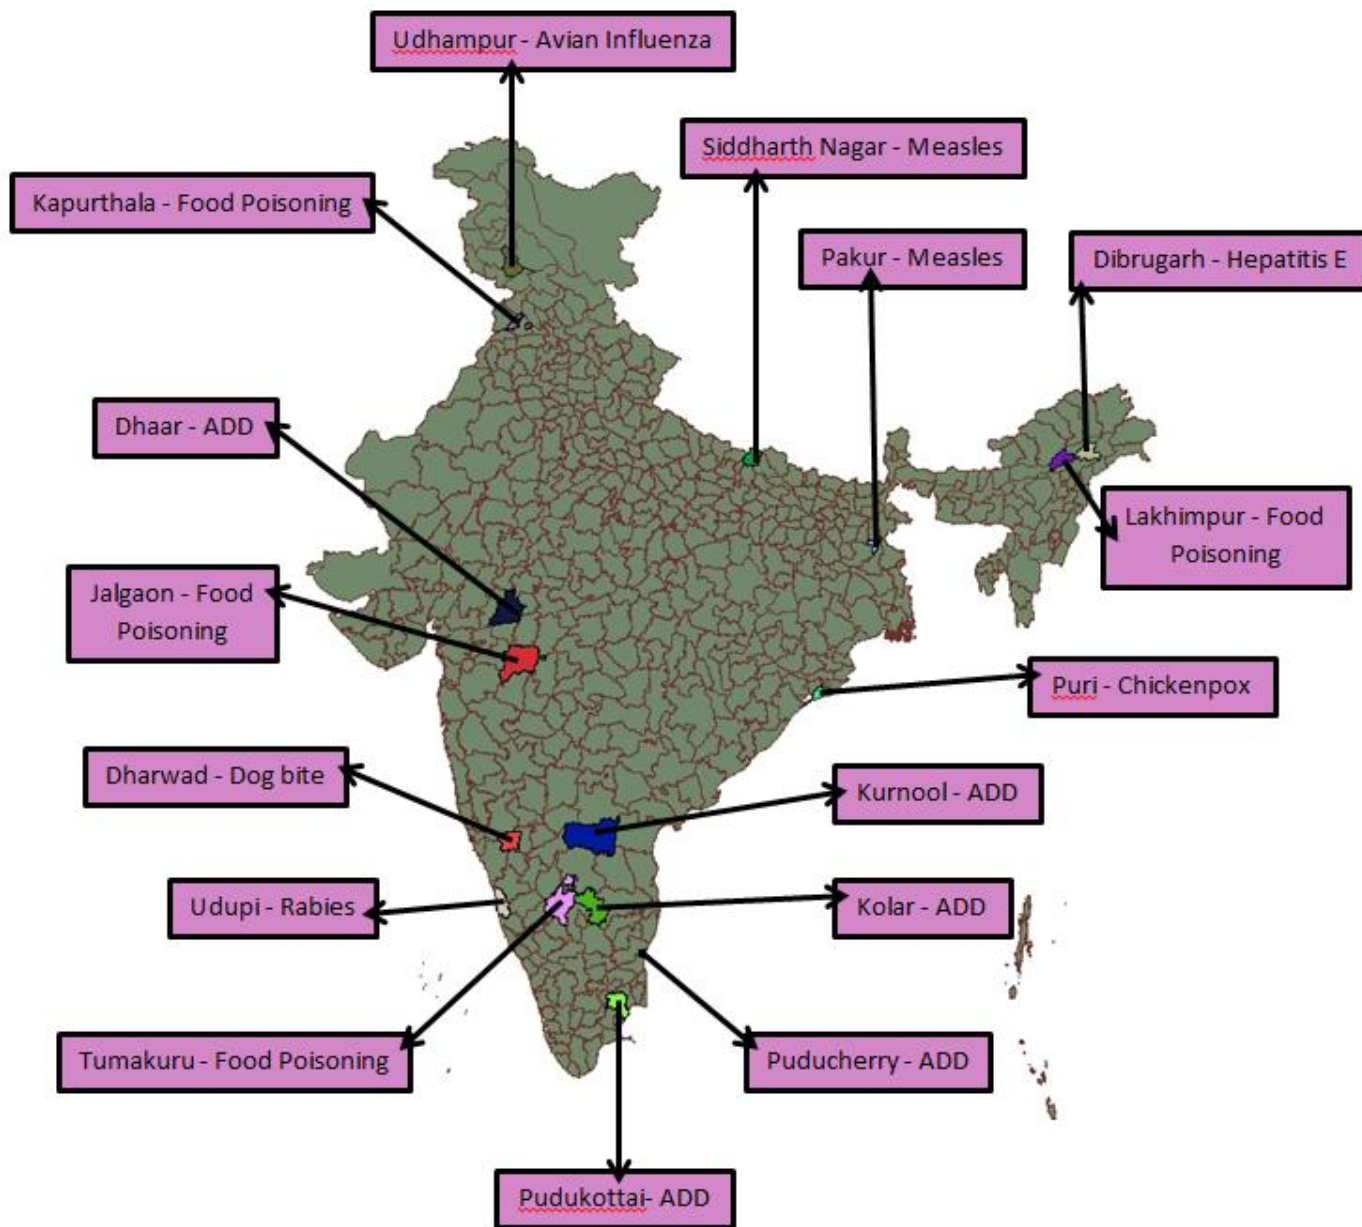 Udhampur - Avian Influenza
Siddharth Nagar - Measles
Kapurthala - Food Poisoning
Pakur - Measles
Dibrugarh - Hepatitis E
Dhaar - ADD
Lakhimpur - Food
Poisoning
Jalgaon - Food
Poisoning
Puri - Chickenpox
Dharwad - Dog bite
Kurnool - ADD
Udupi - Rabies
Kolar - ADD
Tumakuru - Food Poisoning
Puducherry - ADD
Pudukottai- ADD